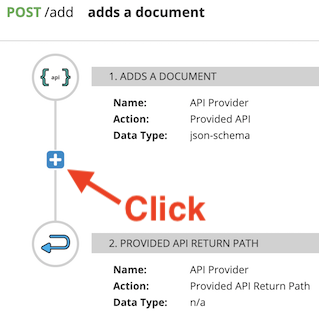 POST /add adds a document
{ api }
1. ADDS A DOCUMENT
Name: API Provider
Action: Provided API
Data Type: json-schema
Click
2. PROVIDED API RETURN PATH
Name: API Provider
Action: Provided API Return Path
Data Type: n/a